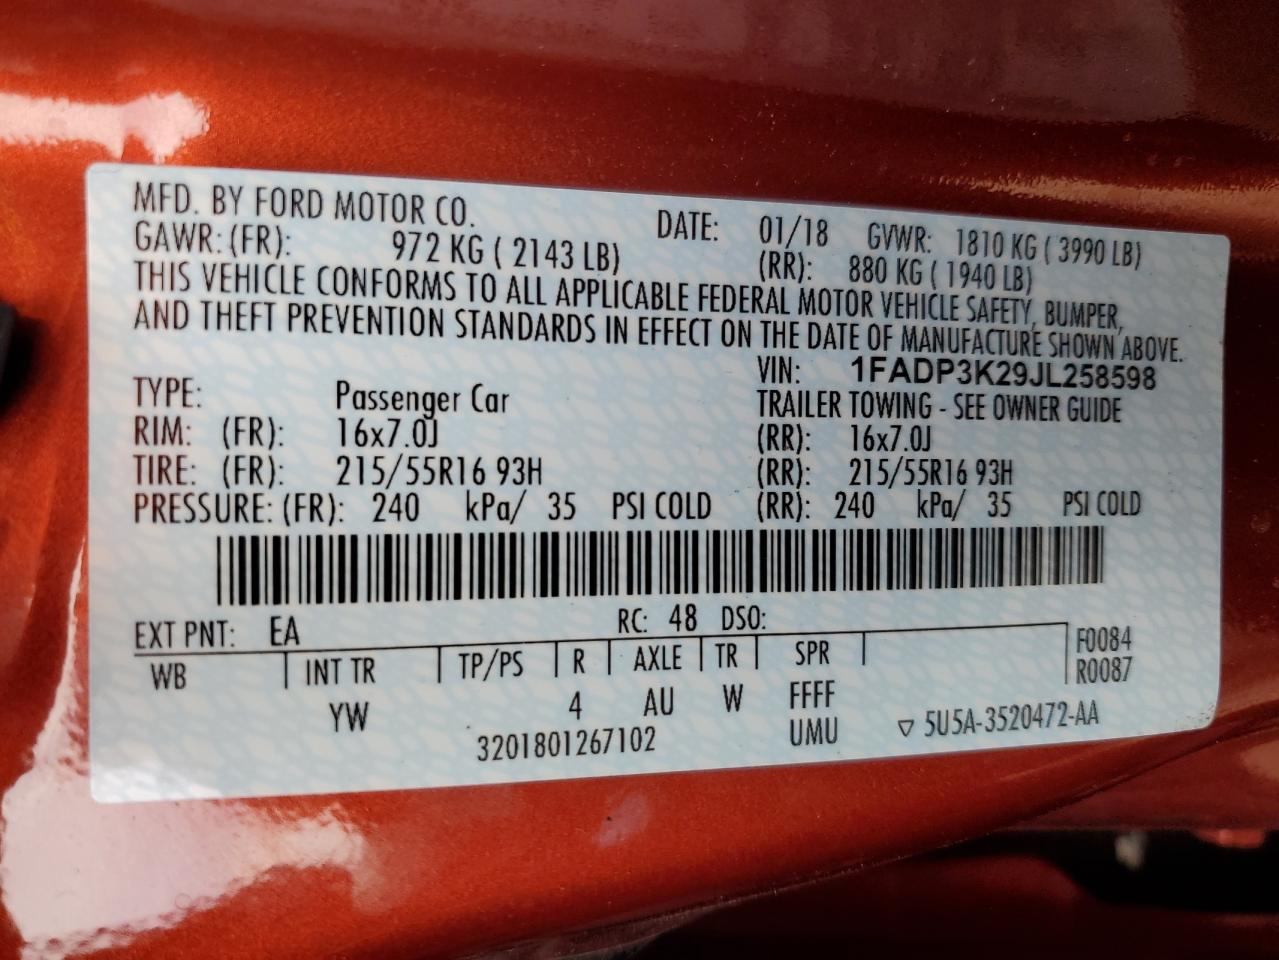 MFD. BY FORD MOTOR CO. DATE: 01/18 GVWR: 1810 KG ( 3990 LB)
GAWR: (FR): 972 KG ( 2143 LB) (RR): 880 KG ( 1940 LB)
THIS VEHICLE CONFORMS TO ALL APPLICABLE FEDERAL MOTOR VEHICLE SAFETY, BUMPER,
AND THEFT PREVENTION STANDARDS IN EFFECT ON THE DATE OF MANUFACTURE SHOWN ABOVE.
VIN: 1FADP3K29JL258598
TYPE: Passenger Car TRAILER TOWING - SEE OWNER GUIDE
RIM: (FR): 16x7.0J (RR): 16x7.0J
TIRE: (FR): 215/55R16 93H (RR): 215/55R16 93H
PRESSURE: (FR): 240 kPa/ 35 PSI COLD (RR): 240 kPa/ 35 PSI COLD
EXT PNT: EA RC: 48 DSO:
WB INT TR TP/PS R AXLE TR SPR F0084
R0087
YW 4 AU W FFFF
3201801267102 UMU ▽ 5U5A-3520472-AA